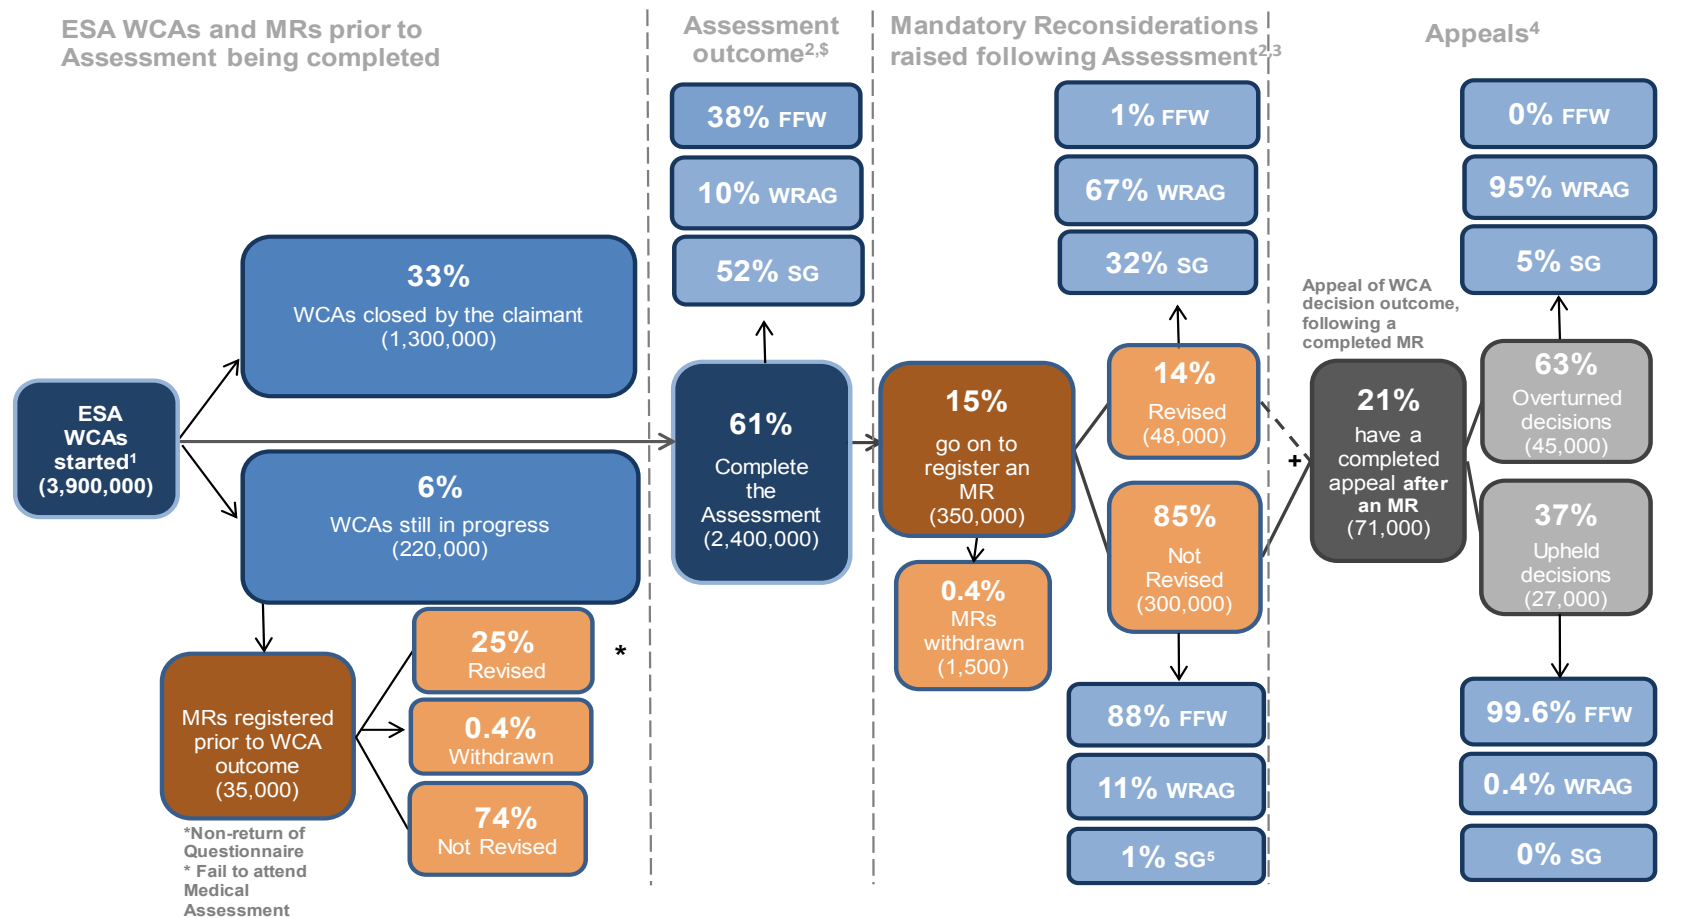 ESA WCAs and MRs prior to
Assessment being completed
Assessment
outcome2,$
Mandatory Reconsiderations
raised following Assessment2,3
Appeals4
ESA
WCAs
started1
(3,900,000)
33%
WCAs closed by the claimant
(1,300,000)
6%
WCAs still in progress
(220,000)
MRs registered
prior to WCA
outcome
(35,000)
25%
Revised
*
0.4%
Withdrawn
74%
Not Revised
*Non-return of
Questionnaire
* Fail to attend
Medical
Assessment
38% FFW
10% WRAG
52% SG
61%
Complete
the
Assessment
(2,400,000)
15%
go on to
register an
MR
(350,000)
0.4%
MRs
withdrawn
(1,500)
1% FFW
67% WRAG
32% SG
14%
Revised
(48,000)
85%
Not
Revised
(300,000)
88% FFW
11% WRAG
1% SG5
+
Appeal of WCA
decision outcome,
following a
completed MR
21%
have a
completed
appeal after
an MR
(71,000)
0% FFW
95% WRAG
5% SG
63%
Overturned
decisions
(45,000)
37%
Upheld
decisions
(27,000)
99.6% FFW
0.4% WRAG
0% SG